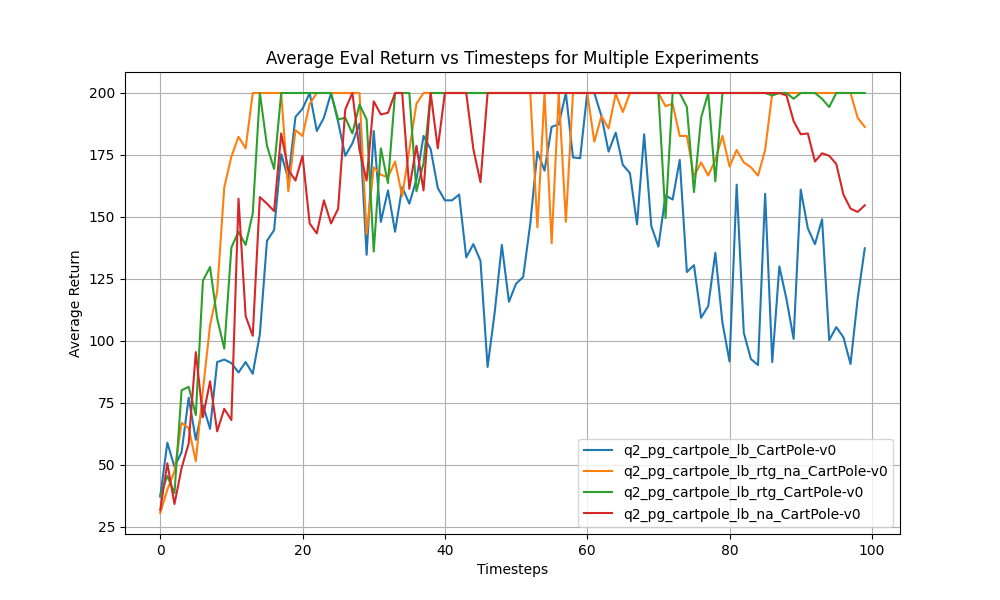 Average Eval Return vs Timesteps for Multiple Experiments
Average Return
200
175
150
125
100
75
50
25
0
20
40
60
80
100
Timesteps
q2_pg_cartpole_lb_CartPole-v0
q2_pg_cartpole_lb_rtg_na_CartPole-v0
q2_pg_cartpole_lb_rtg_CartPole-v0
q2_pg_cartpole_lb_na_CartPole-v0